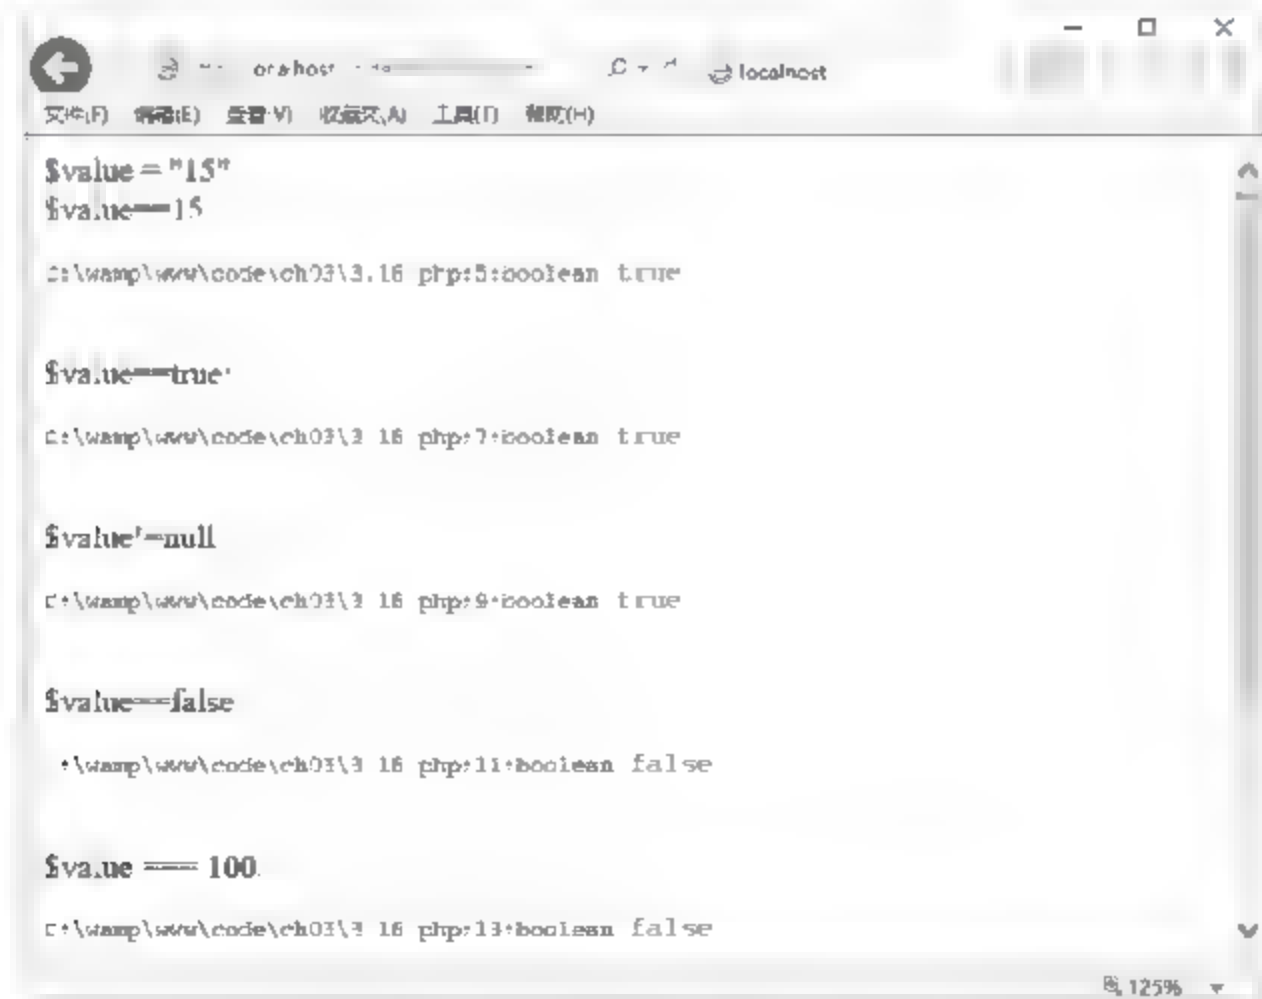 localhost
文件(F) 编辑(E) 查看(V) 收藏夹(A) 工具(T) 帮助(H)
$value = "15"
$value==15
C:\wamp\www\code\ch03\3.16.php:5:boolean true
$value==true
C:\wamp\www\code\ch03\3.16.php:7:boolean true
$value!=null
C:\wamp\www\code\ch03\3.16.php:9:boolean true
$value==false
C:\wamp\www\code\ch03\3.16.php:11:boolean false
$value === 100
C:\wamp\www\code\ch03\3.16.php:13:boolean false
125%